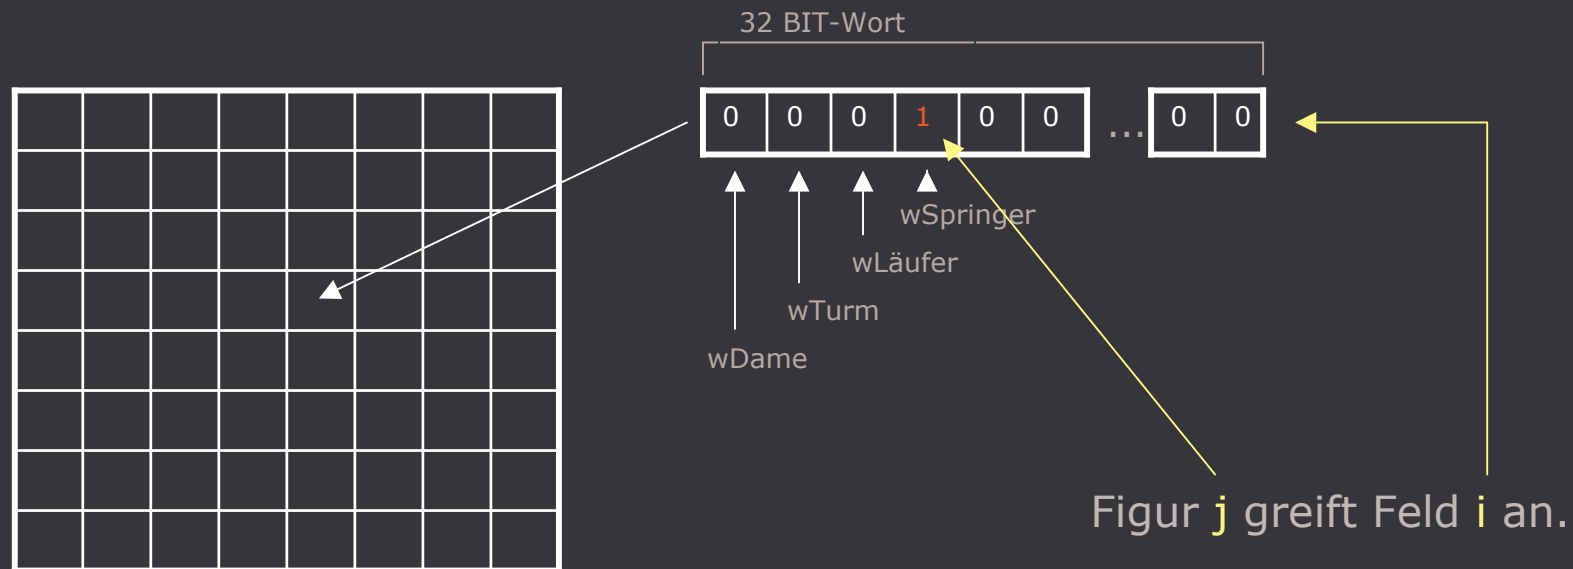 32 BIT-Wort
0 0 0 1 0 0 ... 0 0
wSpringer
wLäufer
wTurm
wDame
Figur j greift Feld i an.